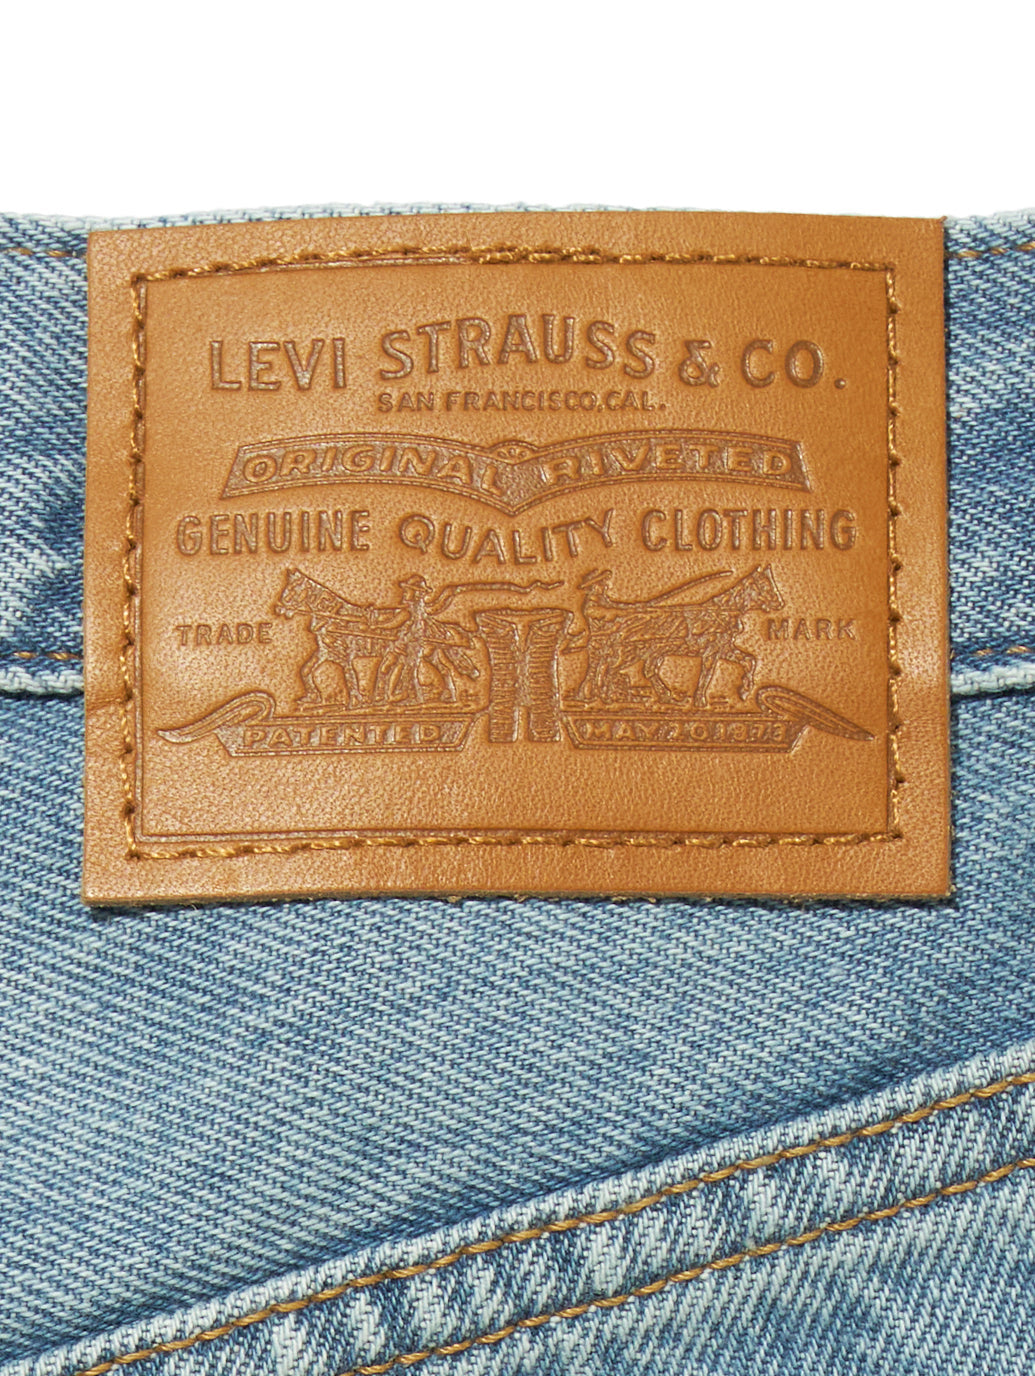 LEVI STRAUSS & CO.
SAN FRANCISCO, CAL.
ORIGINAL RIVETED
GENUINE QUALITY CLOTHING
TRADE MARK
PATENTED MAY 20 1873